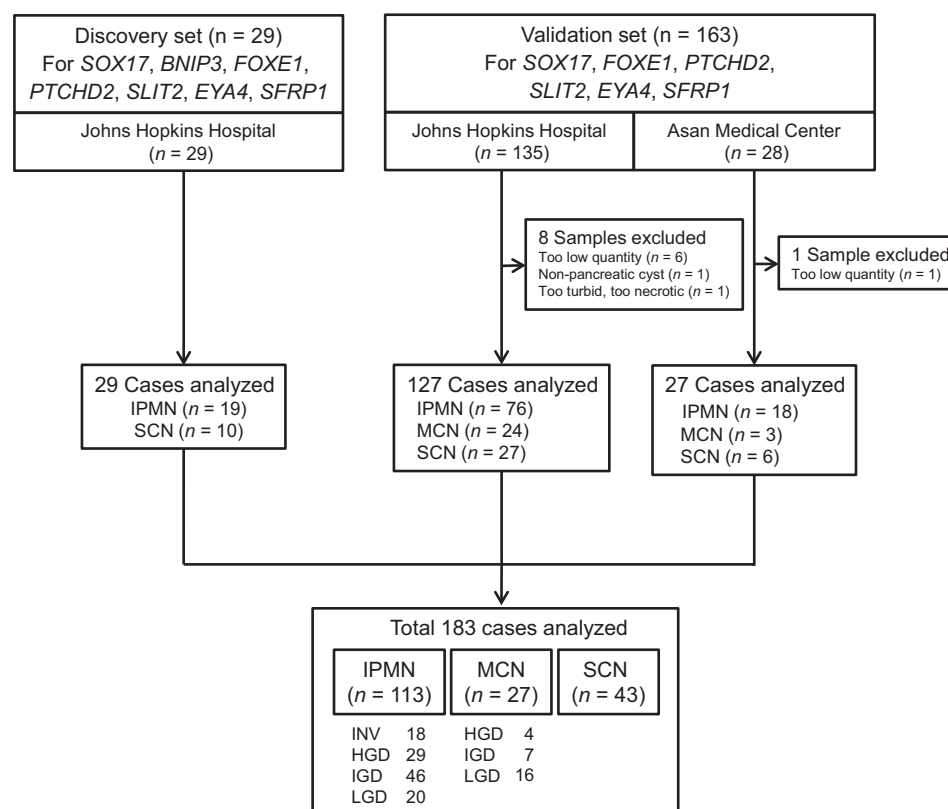 Discovery set (n = 29)
For SOX17, BNIP3, FOXE1,
PTCHD2, SLIT2, EYA4, SFRP1
Johns Hopkins Hospital
(n = 29)
Validation set (n = 163)
For SOX17, FOXE1, PTCHD2,
SLIT2, EYA4, SFRP1
Johns Hopkins Hospital
(n = 135)
Asan Medical Center
(n = 28)
8 Samples excluded
Too low quantity (n = 6)
Non-pancreatic cyst (n = 1)
Too turbid, too necrotic (n = 1)
1 Sample excluded
Too low quantity (n = 1)
29 Cases analyzed
IPMN (n = 19)
SCN (n = 10)
127 Cases analyzed
IPMN (n = 76)
MCN (n = 24)
SCN (n = 27)
27 Cases analyzed
IPMN (n = 18)
MCN (n = 3)
SCN (n = 6)
Total 183 cases analyzed
IPMN
(n = 113)
MCN
(n = 27)
SCN
(n = 43)
INV 18
HGD 29
IGD 46
LGD 20
HGD 4
IGD 7
LGD 16